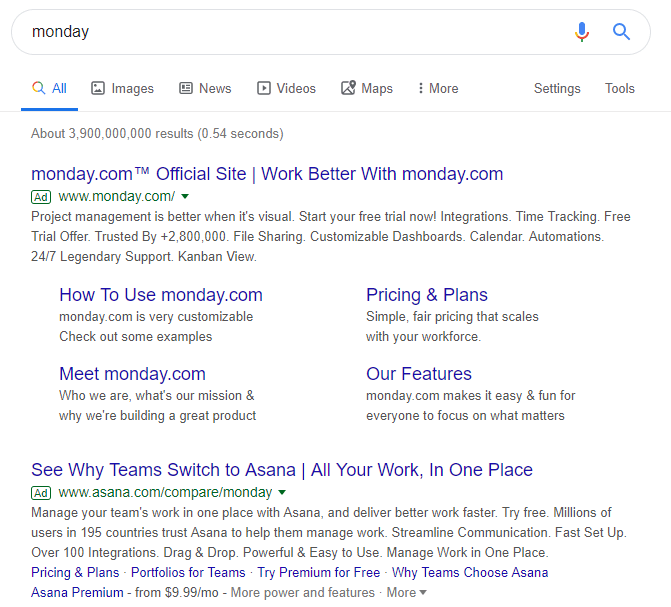 monday
All Images News Videos Maps More Settings Tools
About 3,900,000,000 results (0.54 seconds)
monday.com™ Official Site | Work Better With monday.com
Ad www.monday.com/
Project management is better when it's visual. Start your free trial now! Integrations. Time Tracking. Free
Trial Offer. Trusted By +2,800,000. File Sharing. Customizable Dashboards. Calendar. Automations.
24/7 Legendary Support. Kanban View.
How To Use monday.com
monday.com is very customizable
Check out some examples
Pricing & Plans
Simple, fair pricing that scales
with your workforce.
Meet monday.com
Who we are, what's our mission &
why we're building a great product
Our Features
monday.com makes it easy & fun for
everyone to focus on what matters
See Why Teams Switch to Asana | All Your Work, In One Place
Ad www.asana.com/compare/monday
Manage your team's work in one place with Asana, and deliver better work faster. Try free. Millions of
users in 195 countries trust Asana to help them manage work. Streamline Communication. Fast Set Up.
Over 100 Integrations. Drag & Drop. Powerful & Easy to Use. Manage Work in One Place.
Pricing & Plans · Portfolios for Teams · Try Premium for Free · Why Teams Choose Asana
Asana Premium - from $9.99/mo - More power and features · More